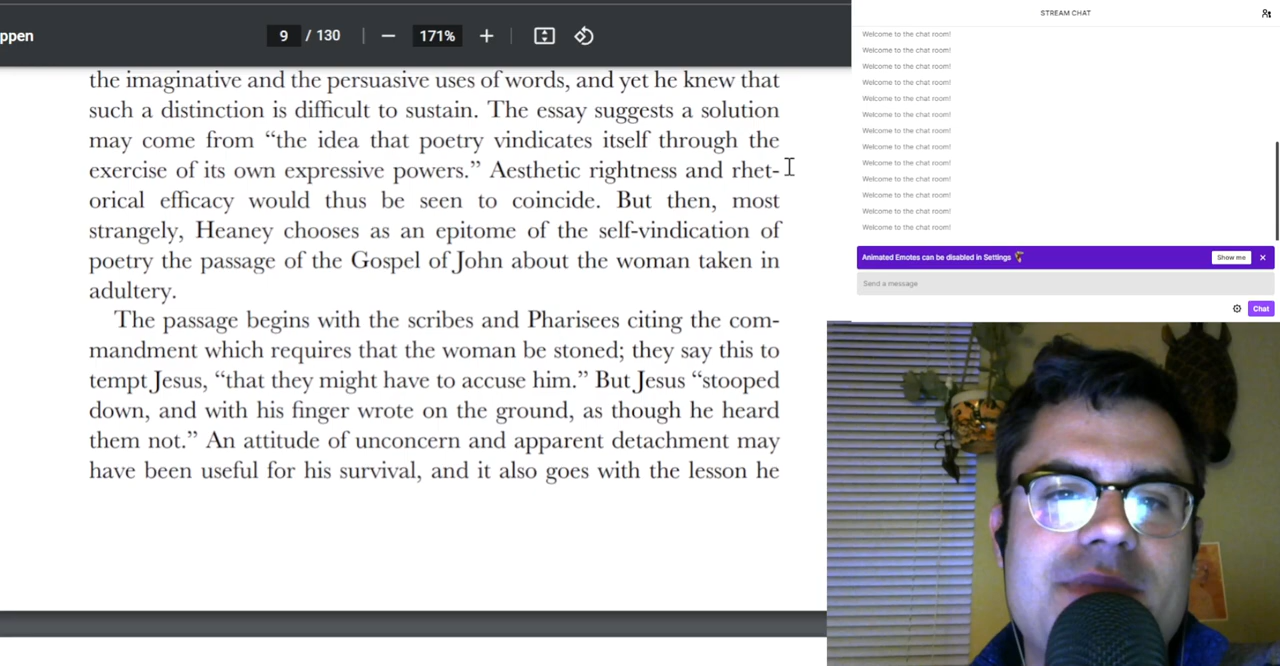 ppen
9 / 130
171%
the imaginative and the persuasive uses of words, and yet he knew that
such a distinction is difficult to sustain. The essay suggests a solution
may come from “the idea that poetry vindicates itself through the
exercise of its own expressive powers.” Aesthetic rightness and rhet-
orical efficacy would thus be seen to coincide. But then, most
strangely, Heaney chooses as an epitome of the self-vindication of
poetry the passage of the Gospel of John about the woman taken in
adultery.
The passage begins with the scribes and Pharisees citing the com-
mandment which requires that the woman be stoned; they say this to
tempt Jesus, “that they might have to accuse him.” But Jesus “stooped
down, and with his finger wrote on the ground, as though he heard
them not.” An attitude of unconcern and apparent detachment may
have been useful for his survival, and it also goes with the lesson he
STREAM CHAT
Welcome to the chat room!
Welcome to the chat room!
Welcome to the chat room!
Welcome to the chat room!
Welcome to the chat room!
Welcome to the chat room!
Welcome to the chat room!
Welcome to the chat room!
Welcome to the chat room!
Welcome to the chat room!
Welcome to the chat room!
Welcome to the chat room!
Welcome to the chat room!
Animated Emotes can be disabled in Settings
Show me
Send a message
Chat